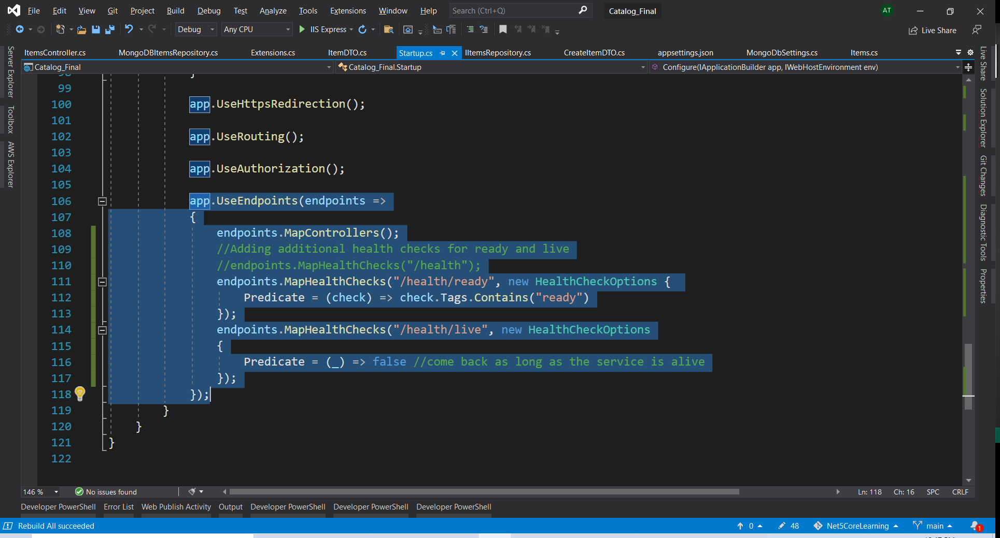 File Edit View Git Project Build Debug Test Analyze Tools Extensions Window Help Search (Ctrl+Q) Catalog_Final AT
Debug Any CPU IIS Express Live Share
ItemsController.cs MongoDBItemsRepository.cs Extensions.cs ItemDTO.cs Startup.cs IItemsRepository.cs CreateItemDTO.cs appsettings.json MongoDbSettings.cs Items.cs
Catalog_Final Catalog_Final.Startup Configure(IApplicationBuilder app, IWebHostEnvironment env)
Server Explorer
Toolbox
AWS Explorer
98 }
99
100 app.UseHttpsRedirection();
101
102 app.UseRouting();
103
104 app.UseAuthorization();
105
106 app.UseEndpoints(endpoints =>
107 {
108 endpoints.MapControllers();
109 //Adding additional health checks for ready and live
110 //endpoints.MapHealthChecks("/health");
111 endpoints.MapHealthChecks("/health/ready", new HealthCheckOptions {
112 Predicate = (check) => check.Tags.Contains("ready")
113 });
114 endpoints.MapHealthChecks("/health/live", new HealthCheckOptions
115 {
116 Predicate = (_) => false //come back as long as the service is alive
117 });
118 });
119 }
120 }
121 }
122
Live Share
Solution Explorer
Git Changes
Diagnostic Tools
Properties
146 % No issues found Ln: 118 Ch: 16 SPC CRLF
Developer PowerShell Error List Web Publish Activity Output Developer PowerShell Developer PowerShell Developer PowerShell
Rebuild All succeeded 0 48 Net5CoreLearning main 1